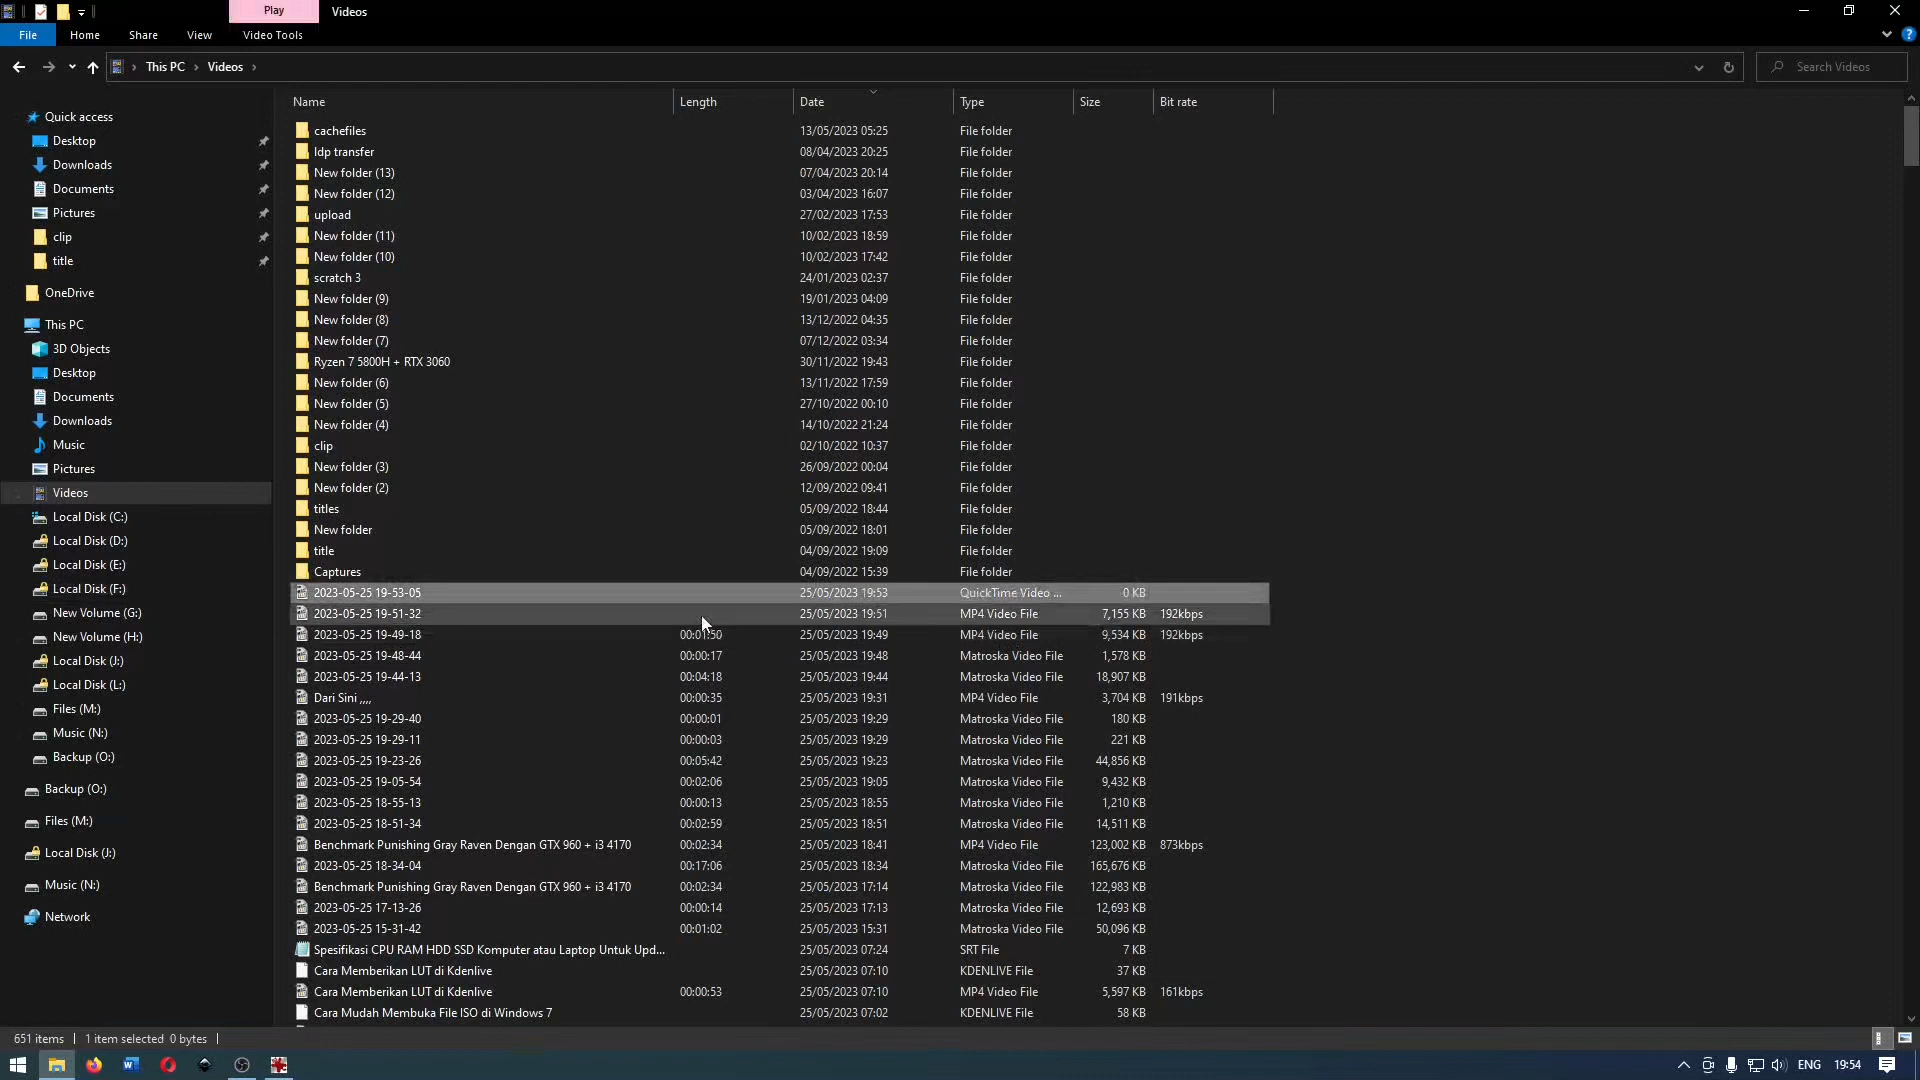 Play
Videos
File
Home
Share
View
Video Tools
This PC
Videos
Search Videos
Name
Length
Date
Type
Size
Bit rate
Quick access
Desktop
Downloads
Documents
Pictures
clip
title
OneDrive
This PC
3D Objects
Desktop
Documents
Downloads
Music
Pictures
Videos
Local Disk (C:)
Local Disk (D:)
Local Disk (E:)
Local Disk (F:)
New Volume (G:)
New Volume (H:)
Local Disk (J:)
Local Disk (L:)
Files (M:)
Music (N:)
Backup (O:)
Backup (O:)
Files (M:)
Local Disk (J:)
Music (N:)
Network
cachefiles 13/05/2023 05:25 File folder
ldp transfer 08/04/2023 20:25 File folder
New folder (13) 07/04/2023 20:14 File folder
New folder (12) 03/04/2023 16:07 File folder
upload 27/02/2023 17:53 File folder
New folder (11) 10/02/2023 18:59 File folder
New folder (10) 10/02/2023 17:42 File folder
scratch 3 24/01/2023 02:37 File folder
New folder (9) 19/01/2023 04:09 File folder
New folder (8) 13/12/2022 04:35 File folder
New folder (7) 07/12/2022 03:34 File folder
Ryzen 7 5800H + RTX 3060 30/11/2022 19:43 File folder
New folder (6) 13/11/2022 17:59 File folder
New folder (5) 27/10/2022 00:10 File folder
New folder (4) 14/10/2022 21:24 File folder
clip 02/10/2022 10:37 File folder
New folder (3) 26/09/2022 00:04 File folder
New folder (2) 12/09/2022 09:41 File folder
titles 05/09/2022 18:44 File folder
New folder 05/09/2022 18:01 File folder
title 04/09/2022 19:09 File folder
Captures 04/09/2022 15:39 File folder
2023-05-25 19-53-05 25/05/2023 19:53 QuickTime Video ... 0 KB
2023-05-25 19-51-32 25/05/2023 19:51 MP4 Video File 7,155 KB 192kbps
2023-05-25 19-49-18 00:01:50 25/05/2023 19:49 MP4 Video File 9,534 KB 192kbps
2023-05-25 19-48-44 00:00:17 25/05/2023 19:48 Matroska Video File 1,578 KB
2023-05-25 19-44-13 00:04:18 25/05/2023 19:44 Matroska Video File 18,907 KB
Dari Sini ,,,, 00:00:35 25/05/2023 19:31 MP4 Video File 3,704 KB 191kbps
2023-05-25 19-29-40 00:00:01 25/05/2023 19:29 Matroska Video File 180 KB
2023-05-25 19-29-11 00:00:03 25/05/2023 19:29 Matroska Video File 221 KB
2023-05-25 19-23-26 00:05:42 25/05/2023 19:23 Matroska Video File 44,856 KB
2023-05-25 19-05-54 00:02:06 25/05/2023 19:05 Matroska Video File 9,432 KB
2023-05-25 18-55-13 00:00:13 25/05/2023 18:55 Matroska Video File 1,210 KB
2023-05-25 18-51-34 00:02:59 25/05/2023 18:51 Matroska Video File 14,511 KB
Benchmark Punishing Gray Raven Dengan GTX 960 + i3 4170 00:02:34 25/05/2023 18:41 MP4 Video File 123,002 KB 873kbps
2023-05-25 18-34-04 00:17:06 25/05/2023 18:34 Matroska Video File 165,676 KB
Benchmark Punishing Gray Raven Dengan GTX 960 + i3 4170 00:02:34 25/05/2023 17:14 Matroska Video File 122,983 KB
2023-05-25 17-13-26 00:00:14 25/05/2023 17:13 Matroska Video File 12,693 KB
2023-05-25 15-31-42 00:01:02 25/05/2023 15:31 Matroska Video File 50,096 KB
Spesifikasi CPU RAM HDD SSD Komputer atau Laptop Untuk Upd... 25/05/2023 07:24 SRT File 7 KB
Cara Memberikan LUT di Kdenlive 25/05/2023 07:10 KDENLIVE File 37 KB
Cara Memberikan LUT di Kdenlive 00:00:53 25/05/2023 07:10 MP4 Video File 5,597 KB 161kbps
Cara Mudah Membuka File ISO di Windows 7 25/05/2023 07:02 KDENLIVE File 58 KB
651 items
1 item selected 0 bytes
ENG
19:54